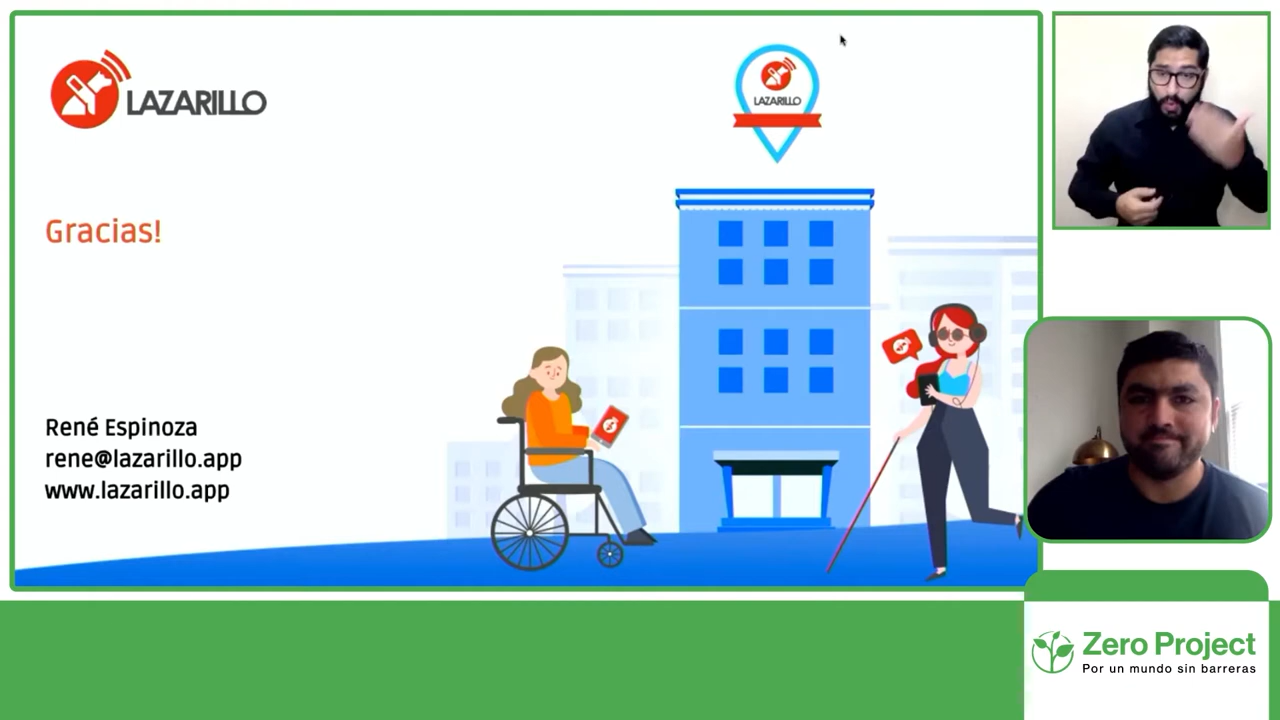 LAZARILLO
LAZARILLO
Gracias!
René Espinoza
rene@lazarillo.app
www.lazarillo.app
Zero Project
Por un mundo sin barreras